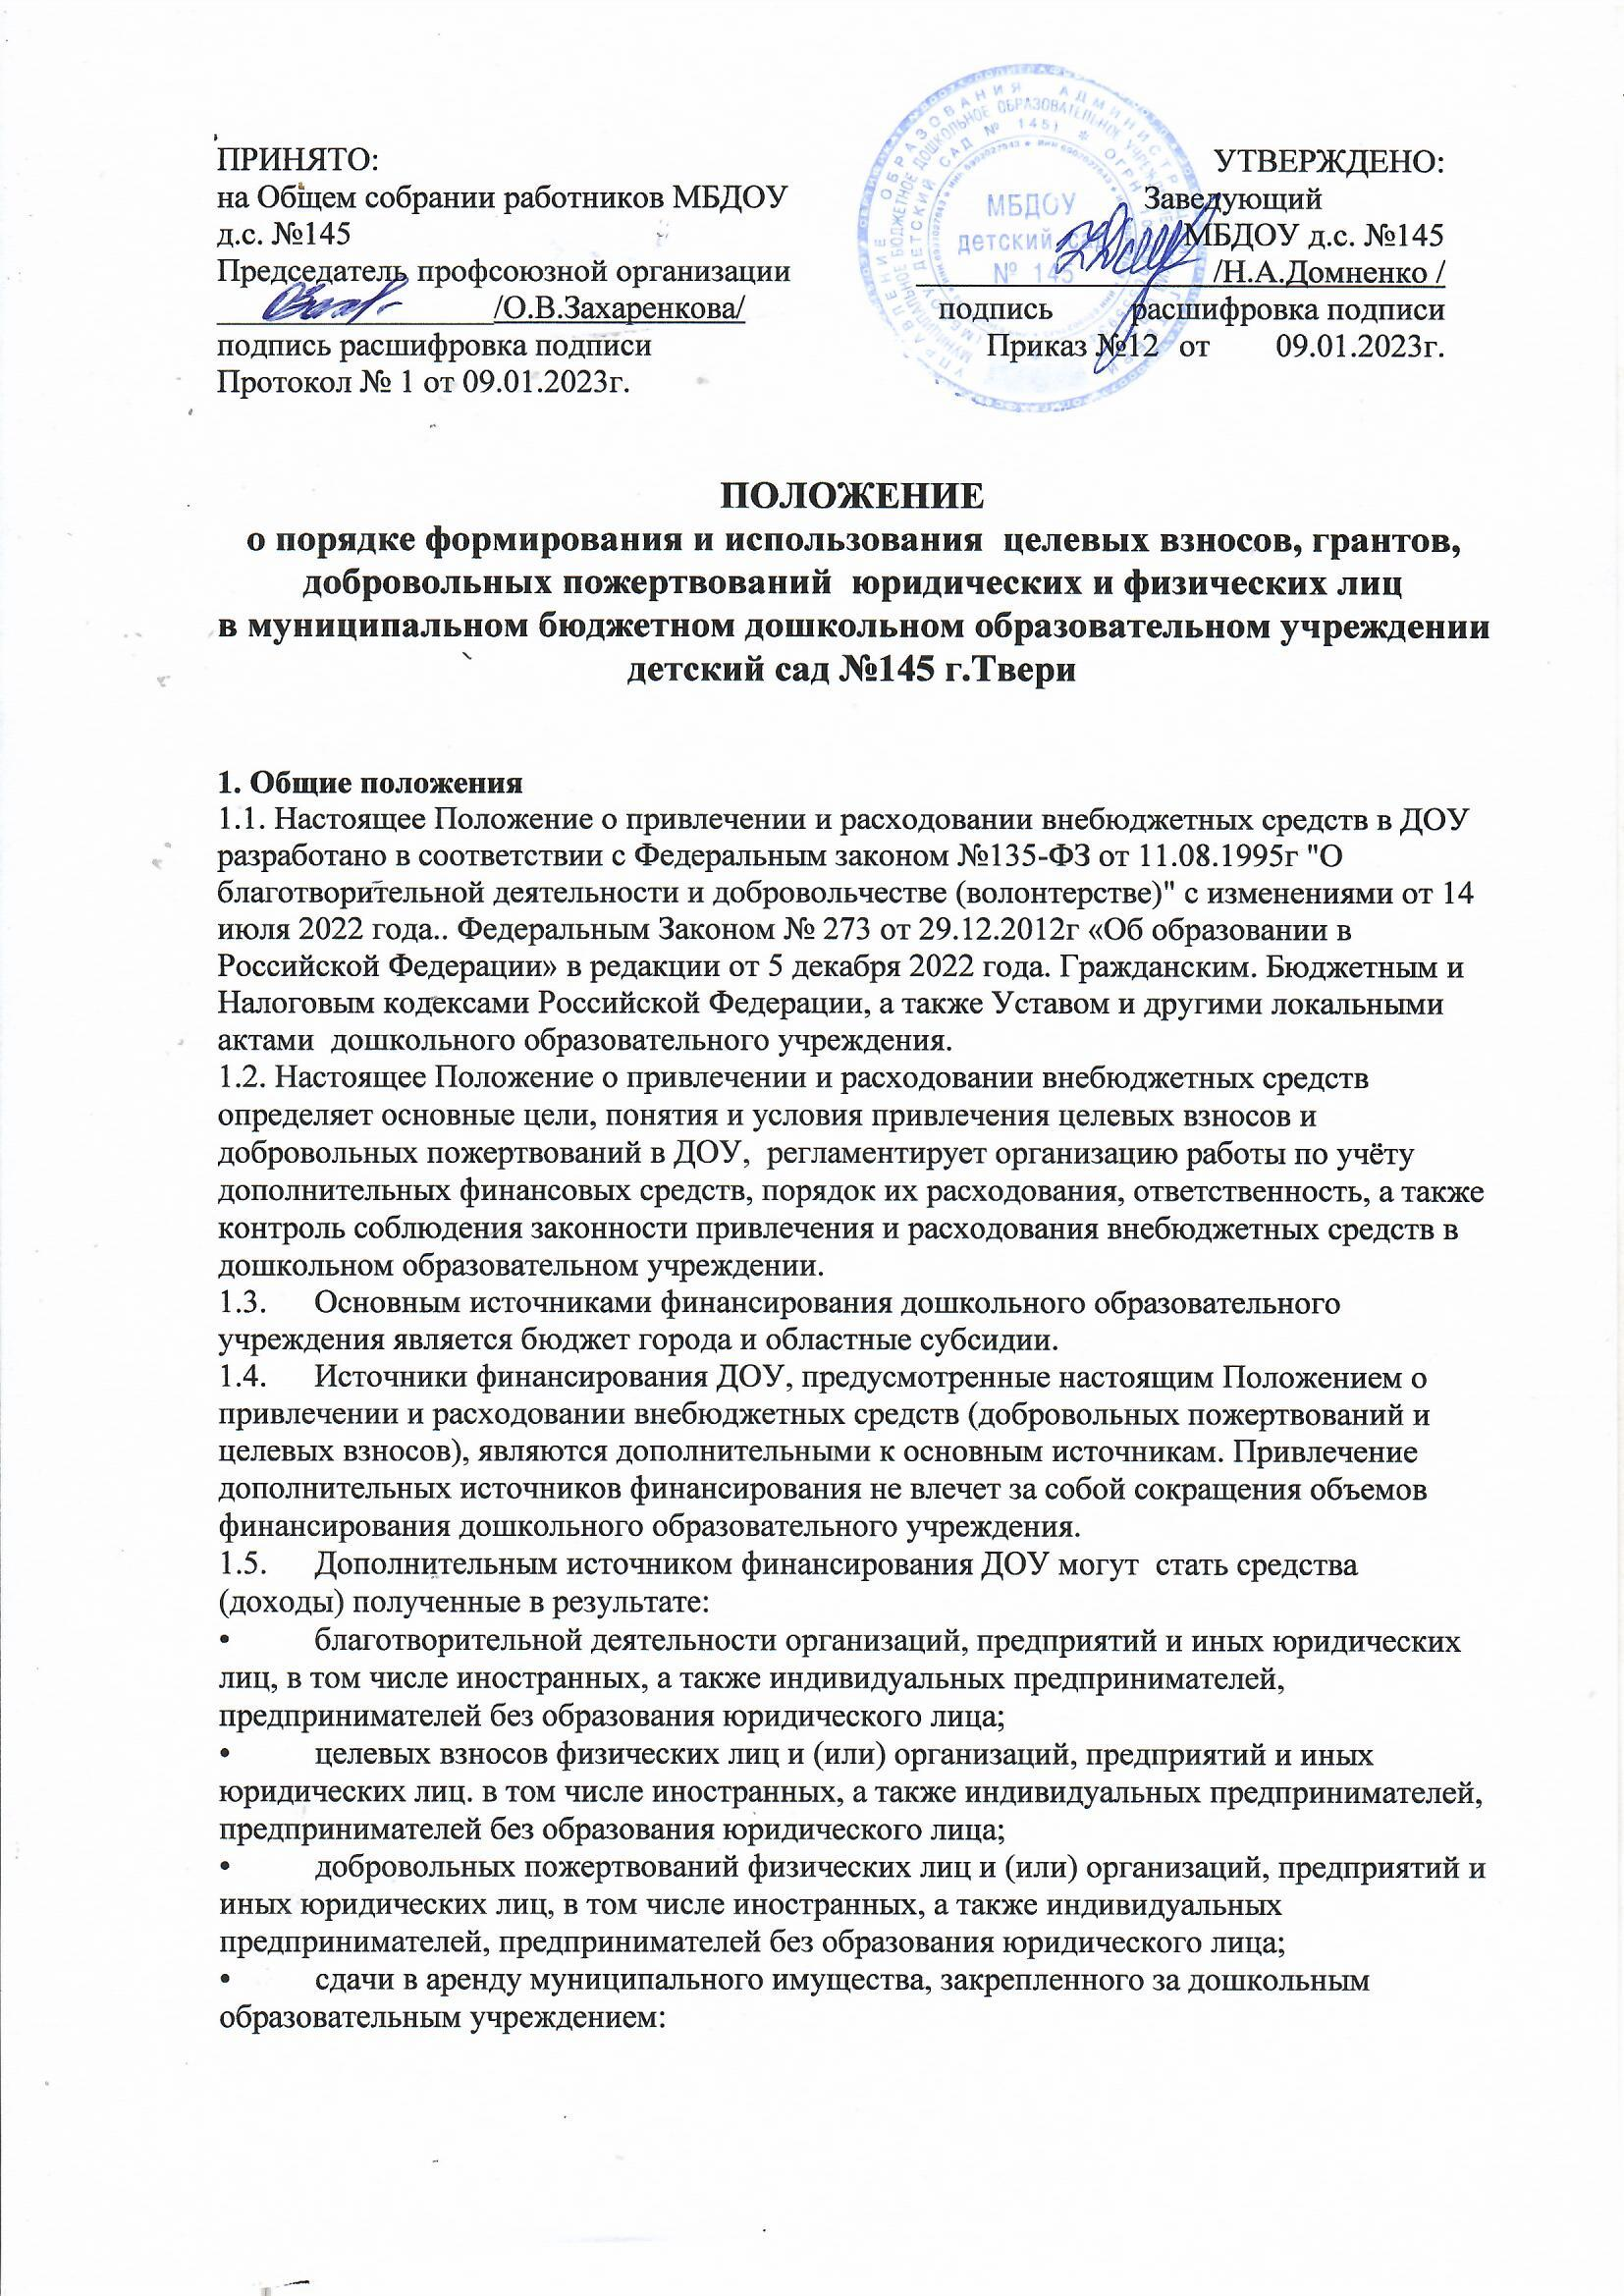 ПРИНЯТО:
на Общем собрании работников МБДОУ
д.с. №145
Председатель профсоюзной организации
/О.В.Захаренкова/
подпись расшифровка подписи
Протокол № 1 от 09.01.2023г.
УТВЕРЖДЕНО:
Заведующий
МБДОУ д.с. №145
/Н.А.Домненко /
подпись расшифровка подписи
Приказ №12 от 09.01.2023г.
МБДОУ
детский сад
№ 145
ПОЛОЖЕНИЕ
о порядке формирования и использования целевых взносов, грантов,
добровольных пожертвований юридических и физических лиц
в муниципальном бюджетном дошкольном образовательном учреждении
детский сад №145 г.Твери
1. Общие положения
1.1. Настоящее Положение о привлечении и расходовании внебюджетных средств в ДОУ
разработано в соответствии с Федеральным законом №135-ФЗ от 11.08.1995г "О
благотворительной деятельности и добровольчестве (волонтерстве)" с изменениями от 14
июля 2022 года.. Федеральным Законом № 273 от 29.12.2012г «Об образовании в
Российской Федерации» в редакции от 5 декабря 2022 года. Гражданским. Бюджетным и
Налоговым кодексами Российской Федерации, а также Уставом и другими локальными
актами дошкольного образовательного учреждения.
1.2. Настоящее Положение о привлечении и расходовании внебюджетных средств
определяет основные цели, понятия и условия привлечения целевых взносов и
добровольных пожертвований в ДОУ, регламентирует организацию работы по учёту
дополнительных финансовых средств, порядок их расходования, ответственность, а также
контроль соблюдения законности привлечения и расходования внебюджетных средств в
дошкольном образовательном учреждении.
1.3. Основным источниками финансирования дошкольного образовательного
учреждения является бюджет города и областные субсидии.
1.4. Источники финансирования ДОУ, предусмотренные настоящим Положением о
привлечении и расходовании внебюджетных средств (добровольных пожертвований и
целевых взносов), являются дополнительными к основным источникам. Привлечение
дополнительных источников финансирования не влечет за собой сокращения объемов
финансирования дошкольного образовательного учреждения.
1.5. Дополнительным источником финансирования ДОУ могут стать средства
(доходы) полученные в результате:
• благотворительной деятельности организаций, предприятий и иных юридических
лиц, в том числе иностранных, а также индивидуальных предпринимателей,
предпринимателей без образования юридического лица;
• целевых взносов физических лиц и (или) организаций, предприятий и иных
юридических лиц. в том числе иностранных, а также индивидуальных предпринимателей,
предпринимателей без образования юридического лица;
• добровольных пожертвований физических лиц и (или) организаций, предприятий и
иных юридических лиц, в том числе иностранных, а также индивидуальных
предпринимателей, предпринимателей без образования юридического лица;
• сдачи в аренду муниципального имущества, закрепленного за дошкольным
образовательным учреждением: